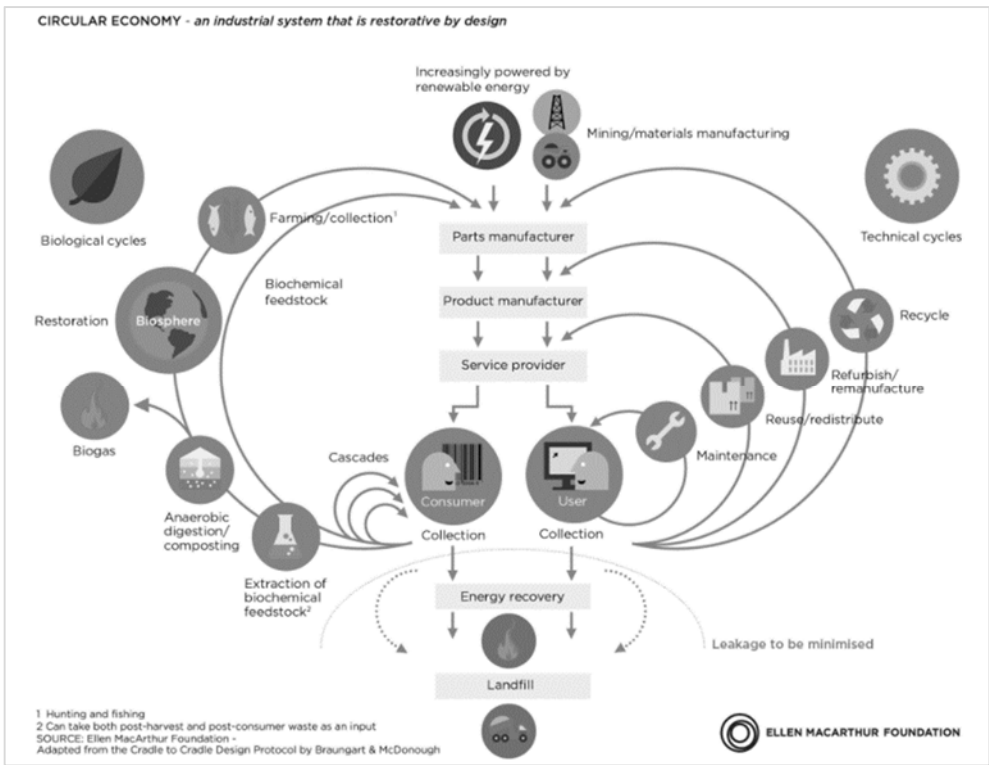 CIRCULAR ECONOMY - an industrial system that is restorative by design
Increasingly powered by
renewable energy
Mining/materials manufacturing
Biological cycles
Technical cycles
Farming/collection¹
Parts manufacturer
Biochemical
feedstock
Product manufacturer
Restoration
Biosphere
Recycle
Service provider
Refurbish/
remanufacture
Reuse/redistribute
Biogas
Maintenance
Cascades
Consumer
User
Anaerobic
digestion/
composting
Collection
Collection
Extraction of
biochemical
feedstock²
Energy recovery
Leakage to be minimised
Landfill
1 Hunting and fishing
2 Can take both post-harvest and post-consumer waste as an input
SOURCE: Ellen MacArthur Foundation -
Adapted from the Cradle to Cradle Design Protocol by Braungart & McDonough
ELLEN MACARTHUR FOUNDATION